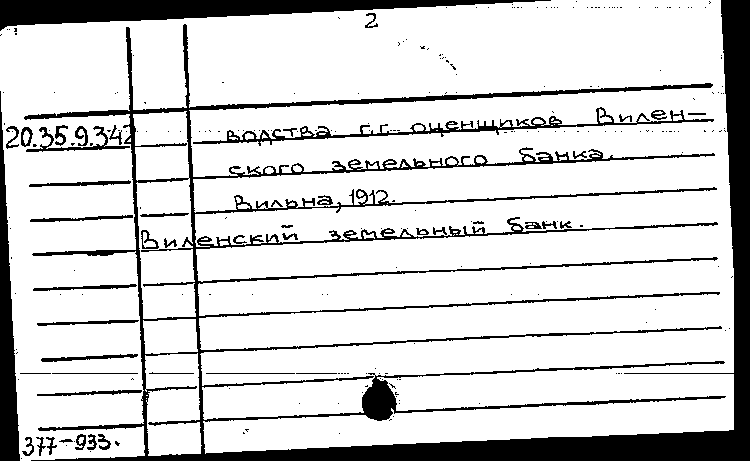 2
20.35.9.342 водства г.г. оценщиков Вилен-
ского земельного банка.
Вильна, 1912.
Виленский земельный банк.
377-933.